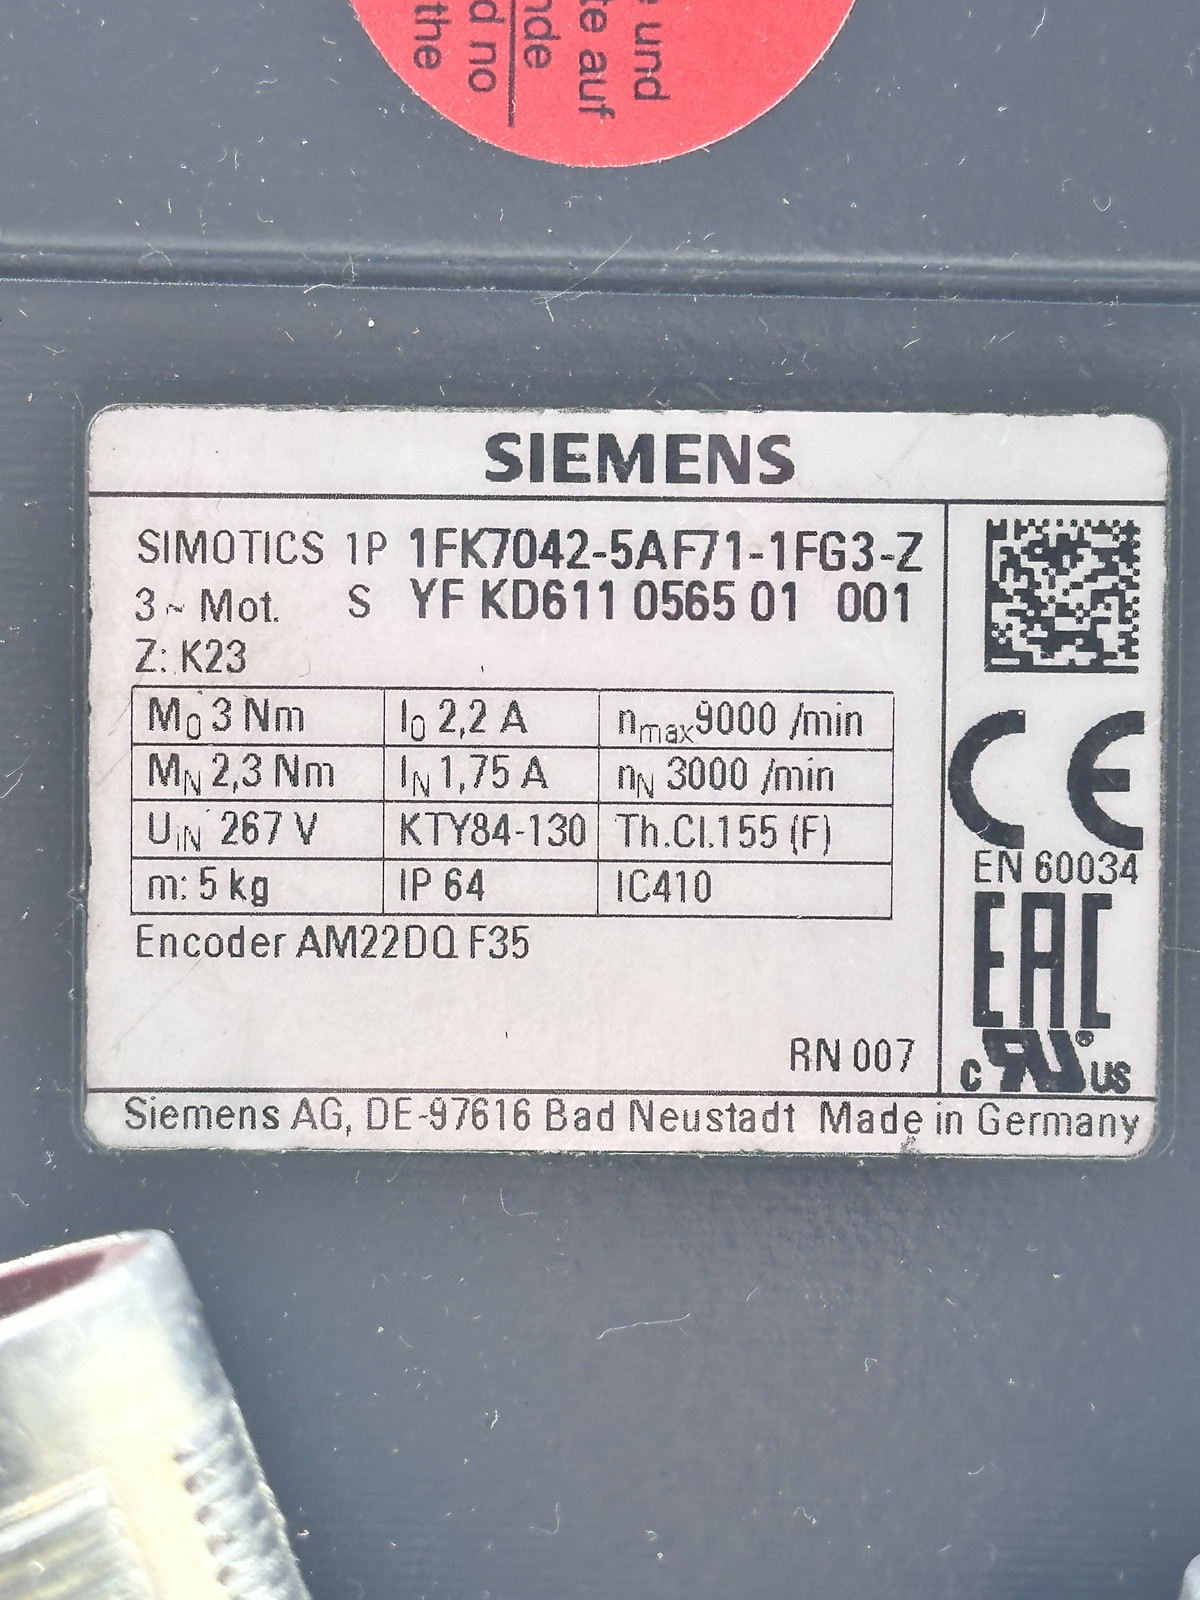 e und
te auf
nde
d no
the
SIEMENS
SIMOTICS 1P 1FK7042-5AF71-1FG3-Z
3 ~ Mot. S YF KD611 0565 01 001
Z: K23
M0 3 Nm I0 2,2 A nmax 9000 /min
MN 2,3 Nm IN 1,75 A nN 3000 /min
UiN 267 V KTY84-130 Th.Cl.155 (F)
m: 5 kg IP 64 IC410
Encoder AM22DQ F35
RN 007
CE
EN 60034
EAC
c RU® US
Siemens AG, DE-97616 Bad Neustadt Made in Germany